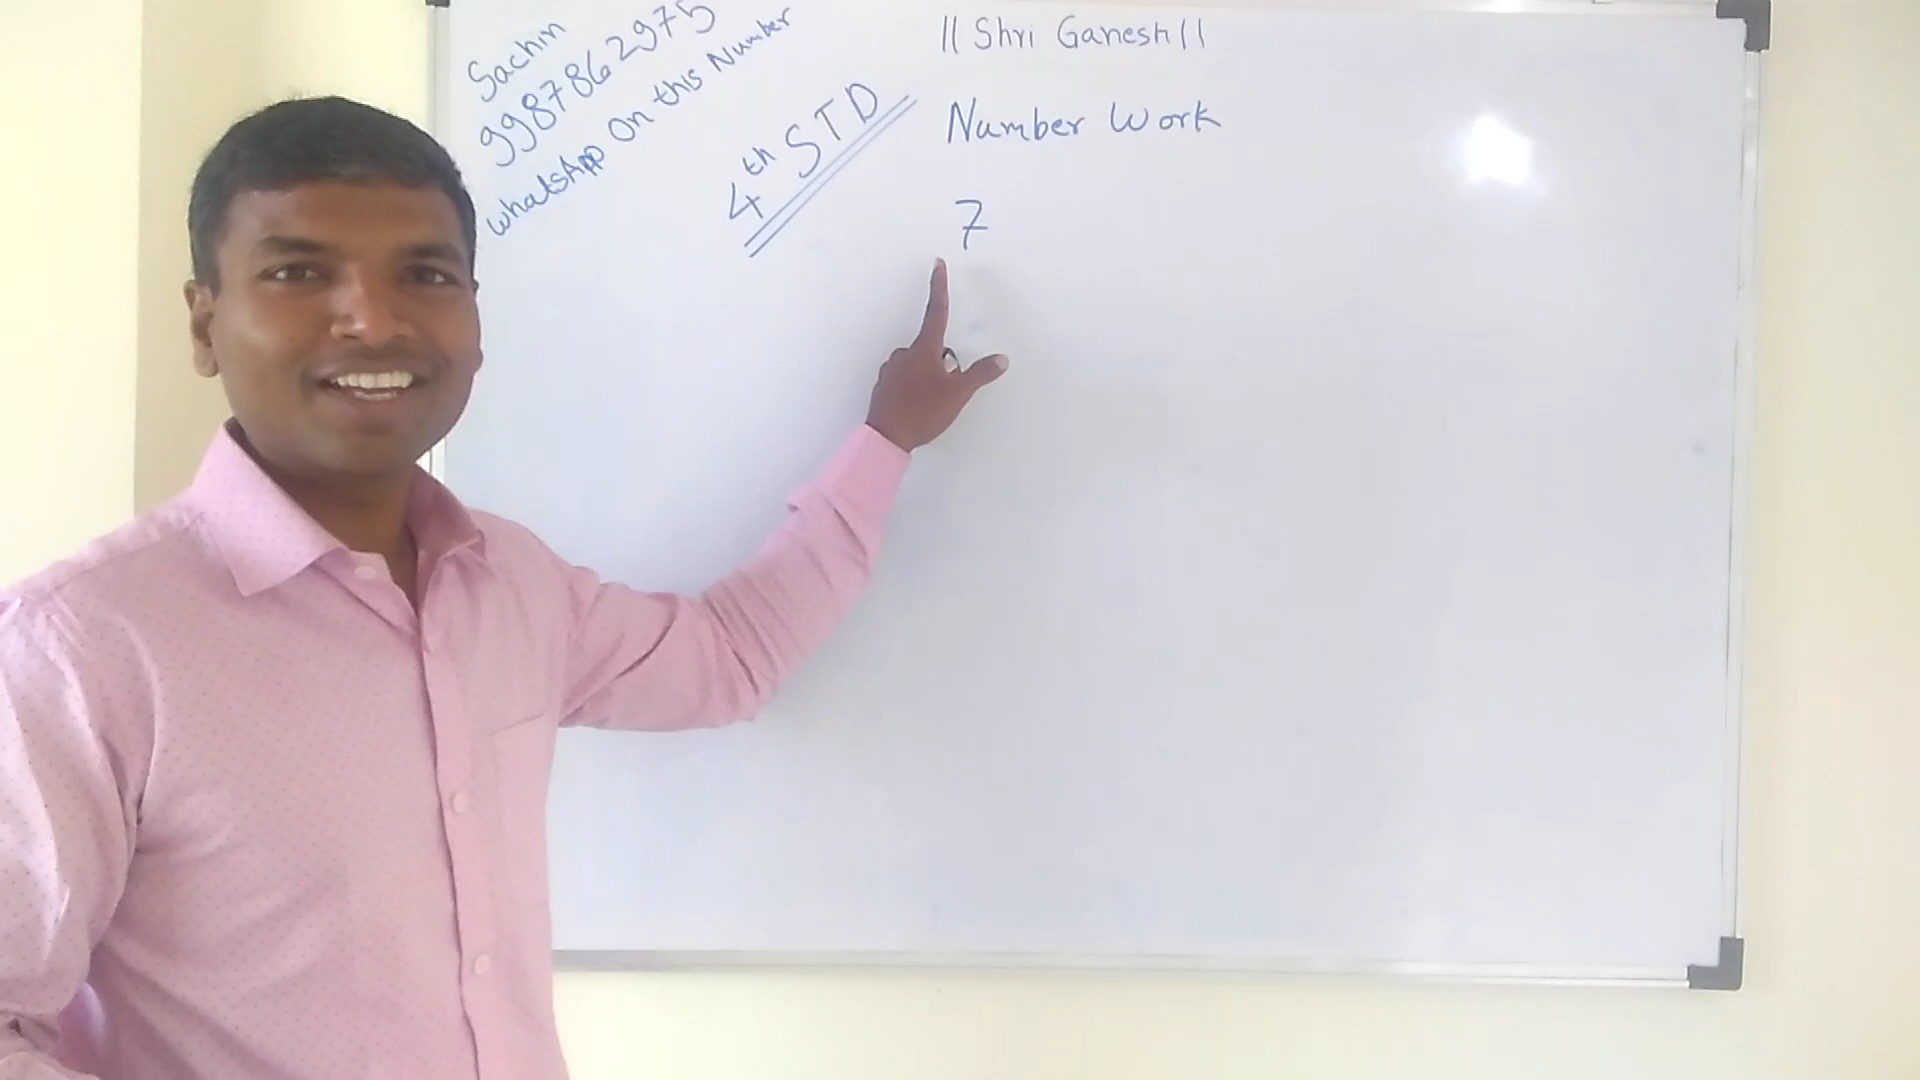 Sachin
9987862975
WhatsApp On this Number
4th STD
|| Shri Ganesh ||
Number Work
7